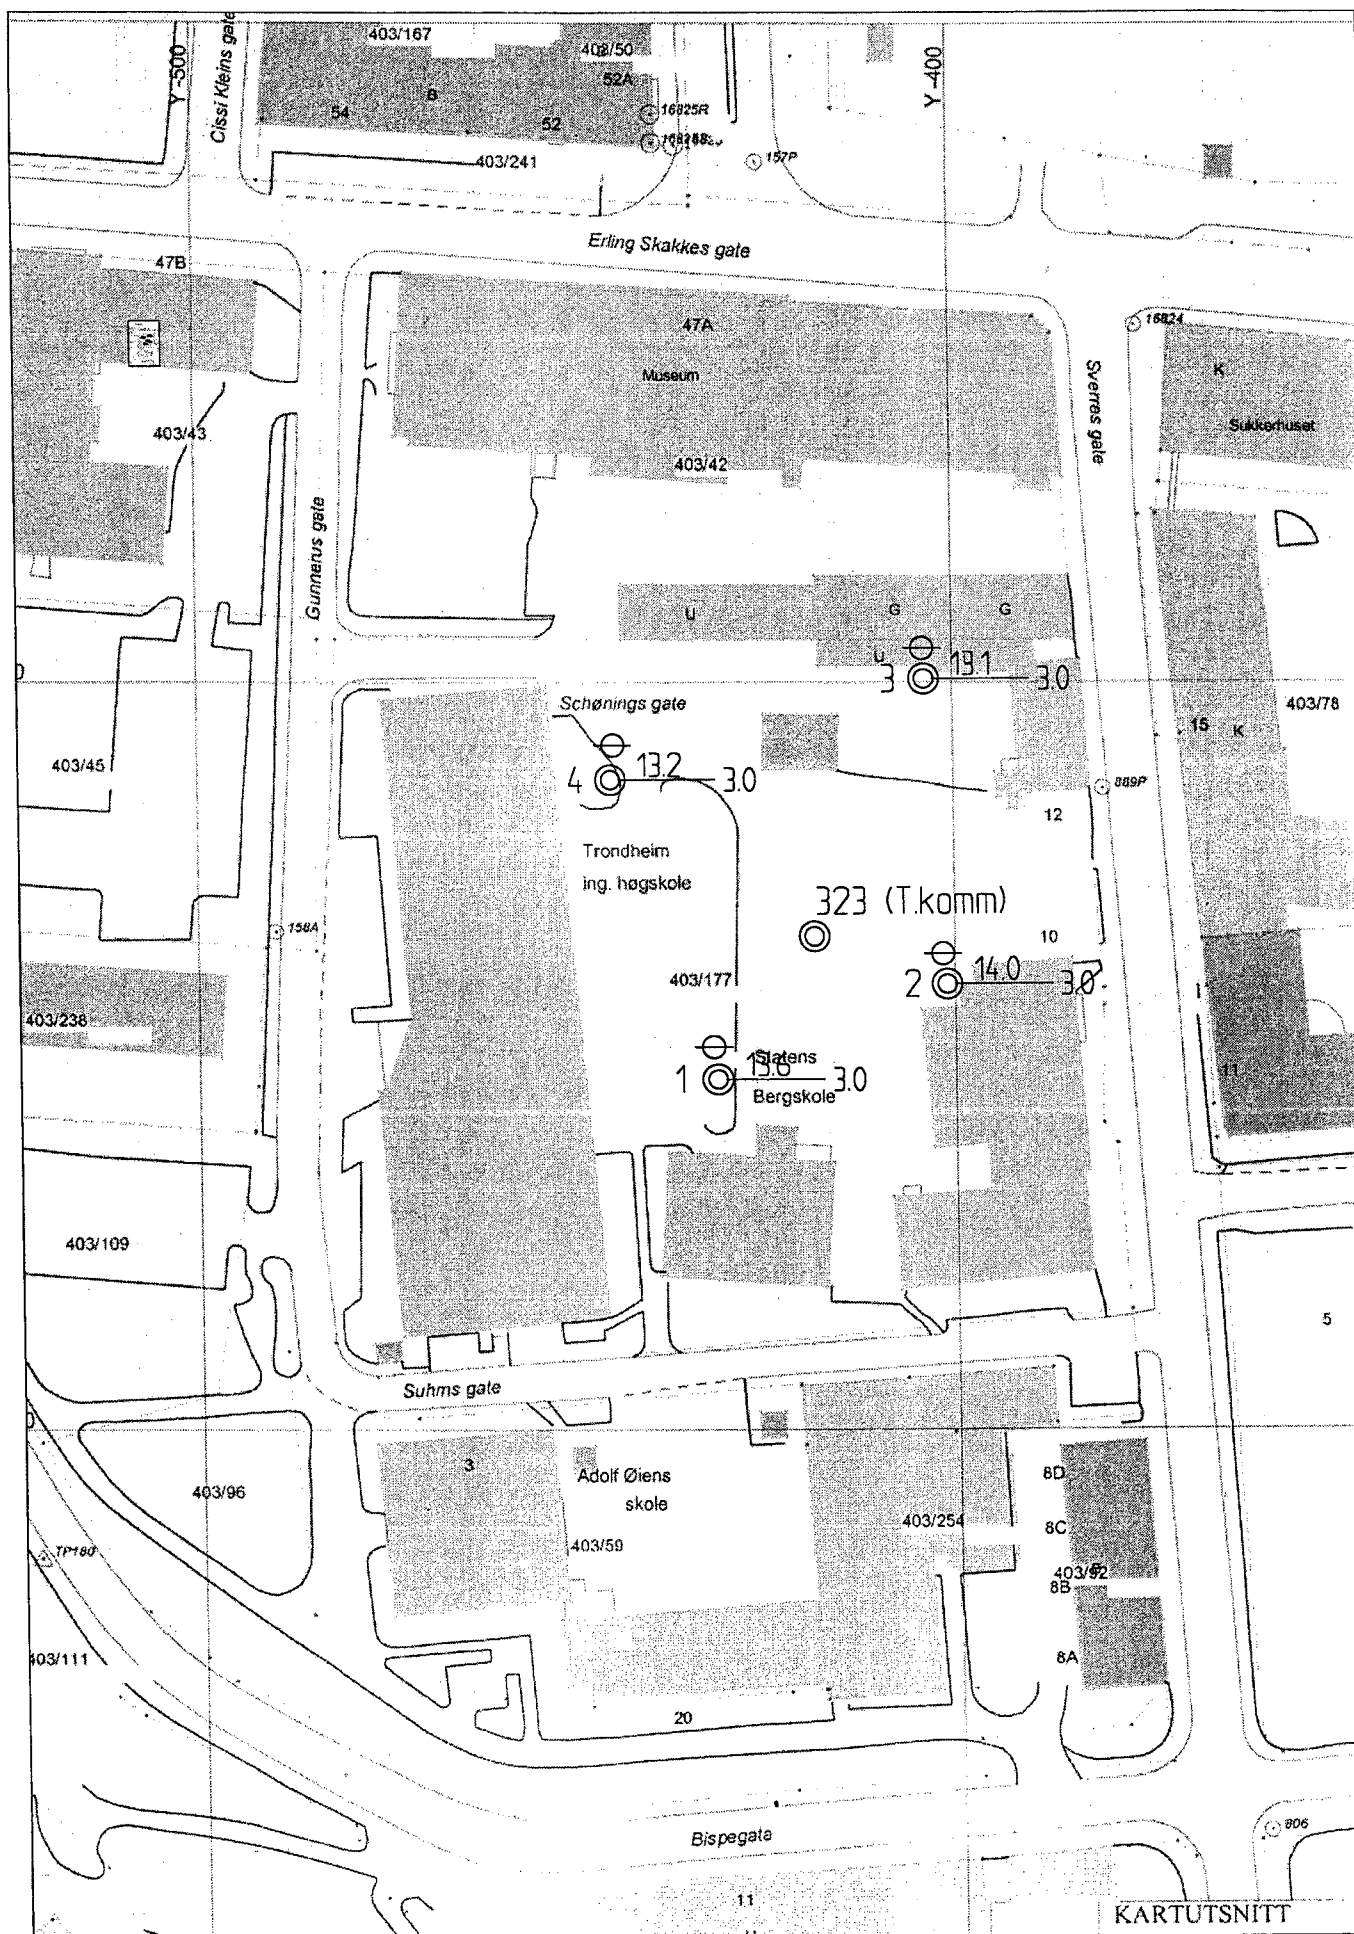 403/167
403/50
Y -500
Cissi Kleins gate
Y -400
52A
B
54
52
16825R
157P
403/241
Erling Skakkes gate
47B
47A
16824
Museum
K
Sverres gate
Sukkerhuset
403/43
403/42
Gunnerus gate
U
G
G
U
3
13.1
3.0
403/78
Schønings gate
15
K
403/45
4
13.2
3.0
889P
12
Trondheim
ing. høgskole
323 (T.komm)
158A
10
403/177
2
14.0
3.0
403/238
Statens
1
13.6
3.0
Bergskole
11
403/109
5
Suhms gate
3
Adolf Øiens
skole
8D
403/96
403/254
8C
403/59
TP180
403/92
8B
403/111
8A
20
Bispegata
806
11
KARTUTSNITT